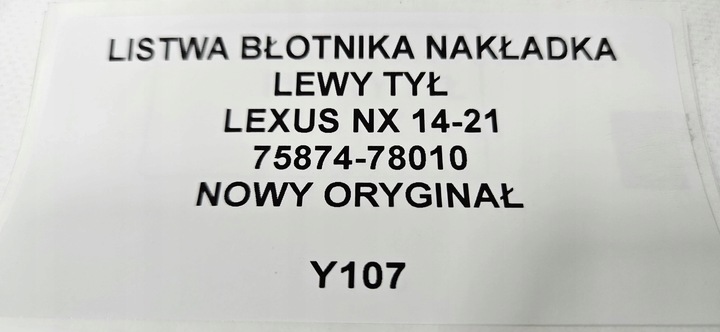 LISTWA BŁOTNIKA NAKŁADKA
LEWY TYŁ
LEXUS NX 14-21
75874-78010
NOWY ORYGINAŁ
Y107